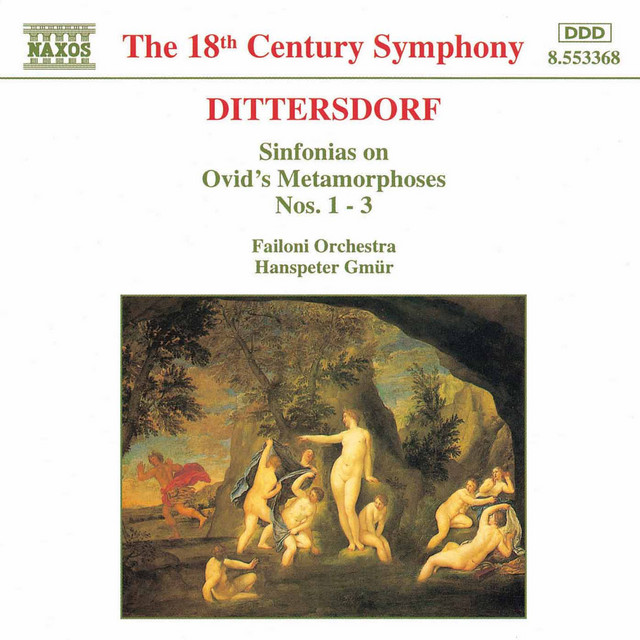 NAXOS
The 18th Century Symphony
DDD
8.553368
DITTERSDORF
Sinfonias on
Ovid's Metamorphoses
Nos. 1 - 3
Failoni Orchestra
Hanspeter Gmür